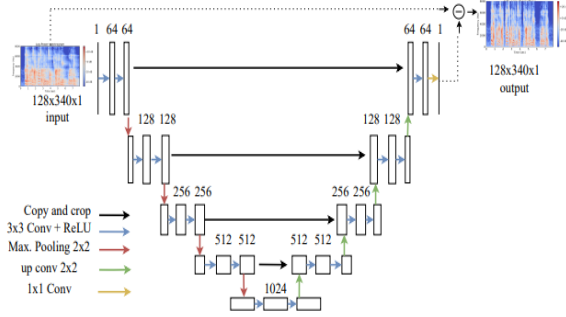 1 64 64
64 64 1
128x340x1
input
128x340x1
output
128 128
128 128
256 256
256 256
512 512
512 512
1024
Copy and crop
3x3 Conv + ReLU
Max. Pooling 2x2
up conv 2x2
1x1 Conv